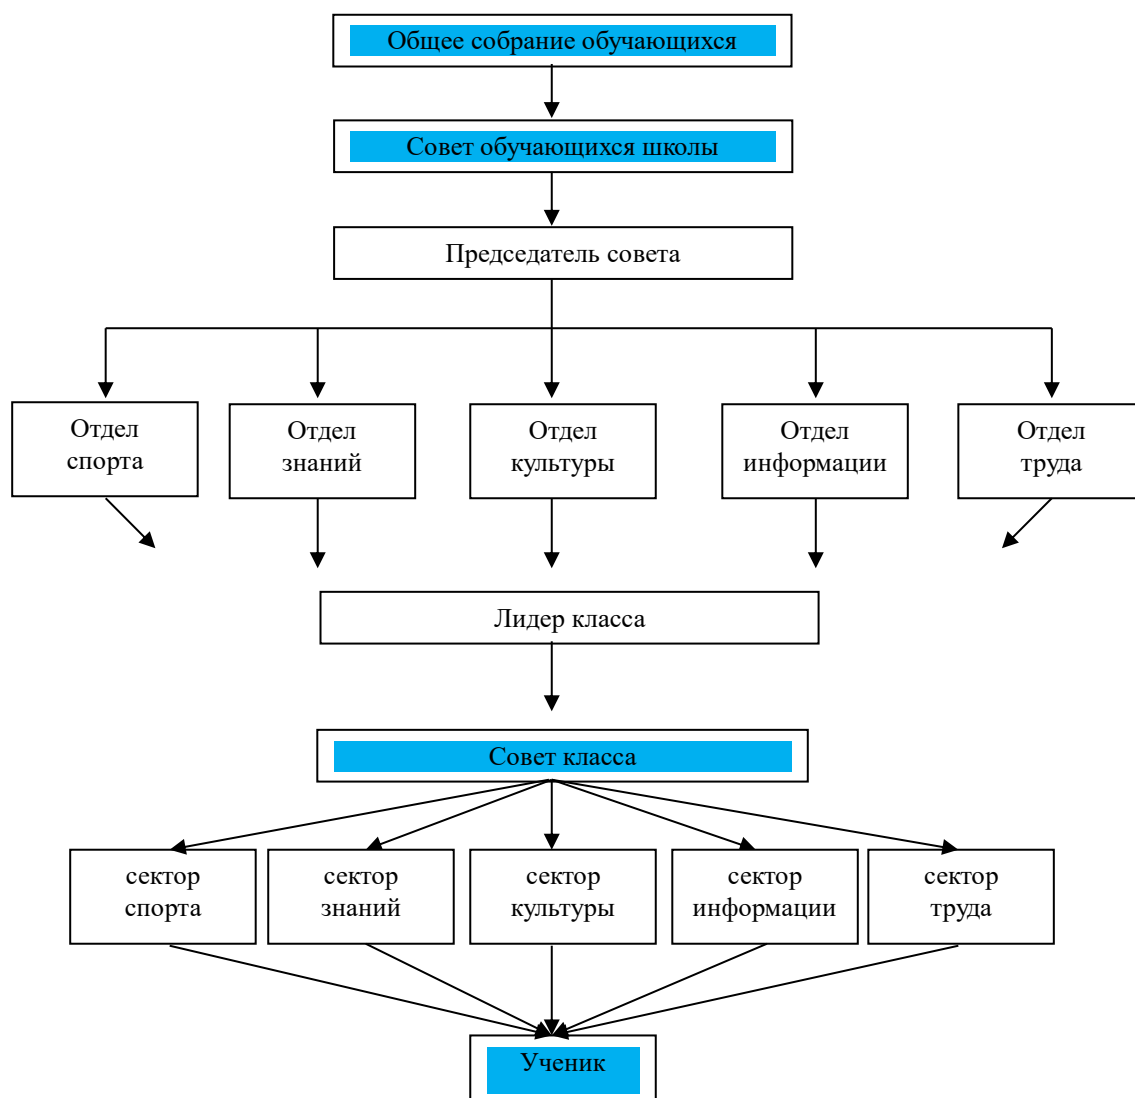 Общее собрание обучающихся
Совет обучающихся школы
Председатель совета
Отдел
спорта
Отдел
знаний
Отдел
культуры
Отдел
информации
Отдел
труда
Лидер класса
Совет класса
сектор
спорта
сектор
знаний
сектор
культуры
сектор
информации
сектор
труда
Ученик